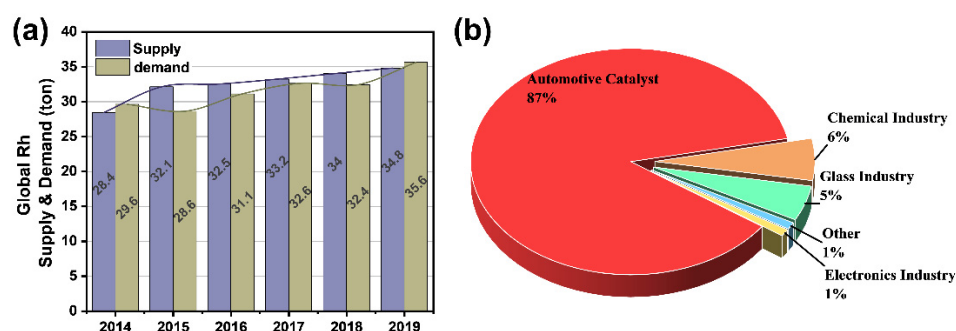 (a)
Global Rh
Supply & Demand (ton)
40
35
30
25
20
15
10
5
0
Supply
demand
28.4
29.6
32.1
28.6
32.5
31.1
33.2
32.6
34
32.4
34.8
35.6
2014
2015
2016
2017
2018
2019
(b)
Automotive Catalyst
87%
Chemical Industry
6%
Glass Industry
5%
Other
1%
Electronics Industry
1%